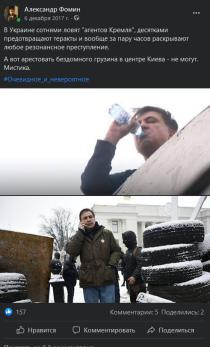 Александр Фомин
6 декабря 2017 г. ·
В Украине сотнями ловят "агентов Кремля", десятками
предотвращают теракты и вообще за пару часов раскрывают
любое резонансное преступление.
А вот арестовать бездомного грузина в центре Киева - не могут.
Мистика.
#Очевидное_и_невероятное
157
Комментарии: 5 Поделились: 2
Нравится
Комментировать
Поделиться